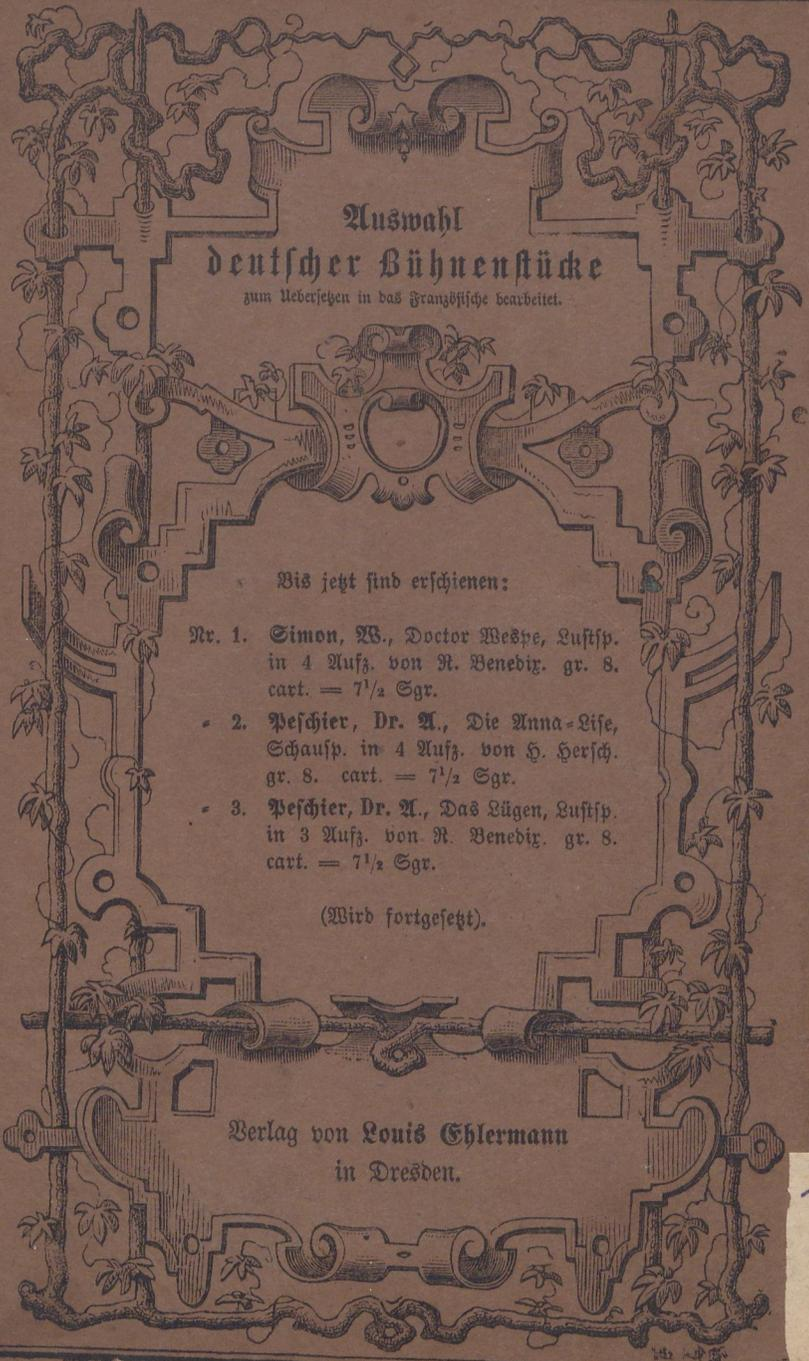 Auswahl
deutscher Bühnenstücke
zum Uebersetzen in das Französische bearbeitet.
Bis jetzt sind erschienen:
Nr. 1. Simon, W., Doctor Wespe, Lustsp.
in 4 Aufz. von R. Benedix. gr. 8.
cart. = 7½ Sgr.
= 2. Peschier, Dr. A., Die Anna=Lise,
Schausp. in 4 Aufz. von H. Hersch.
gr. 8. cart. = 7½ Sgr.
= 3. Peschier, Dr. A., Das Lügen, Lustsp.
in 3 Aufz. von R. Benedix. gr. 8.
cart. = 7½ Sgr.
(Wird fortgesetzt).
Verlag von Louis Ehlermann
in Dresden.